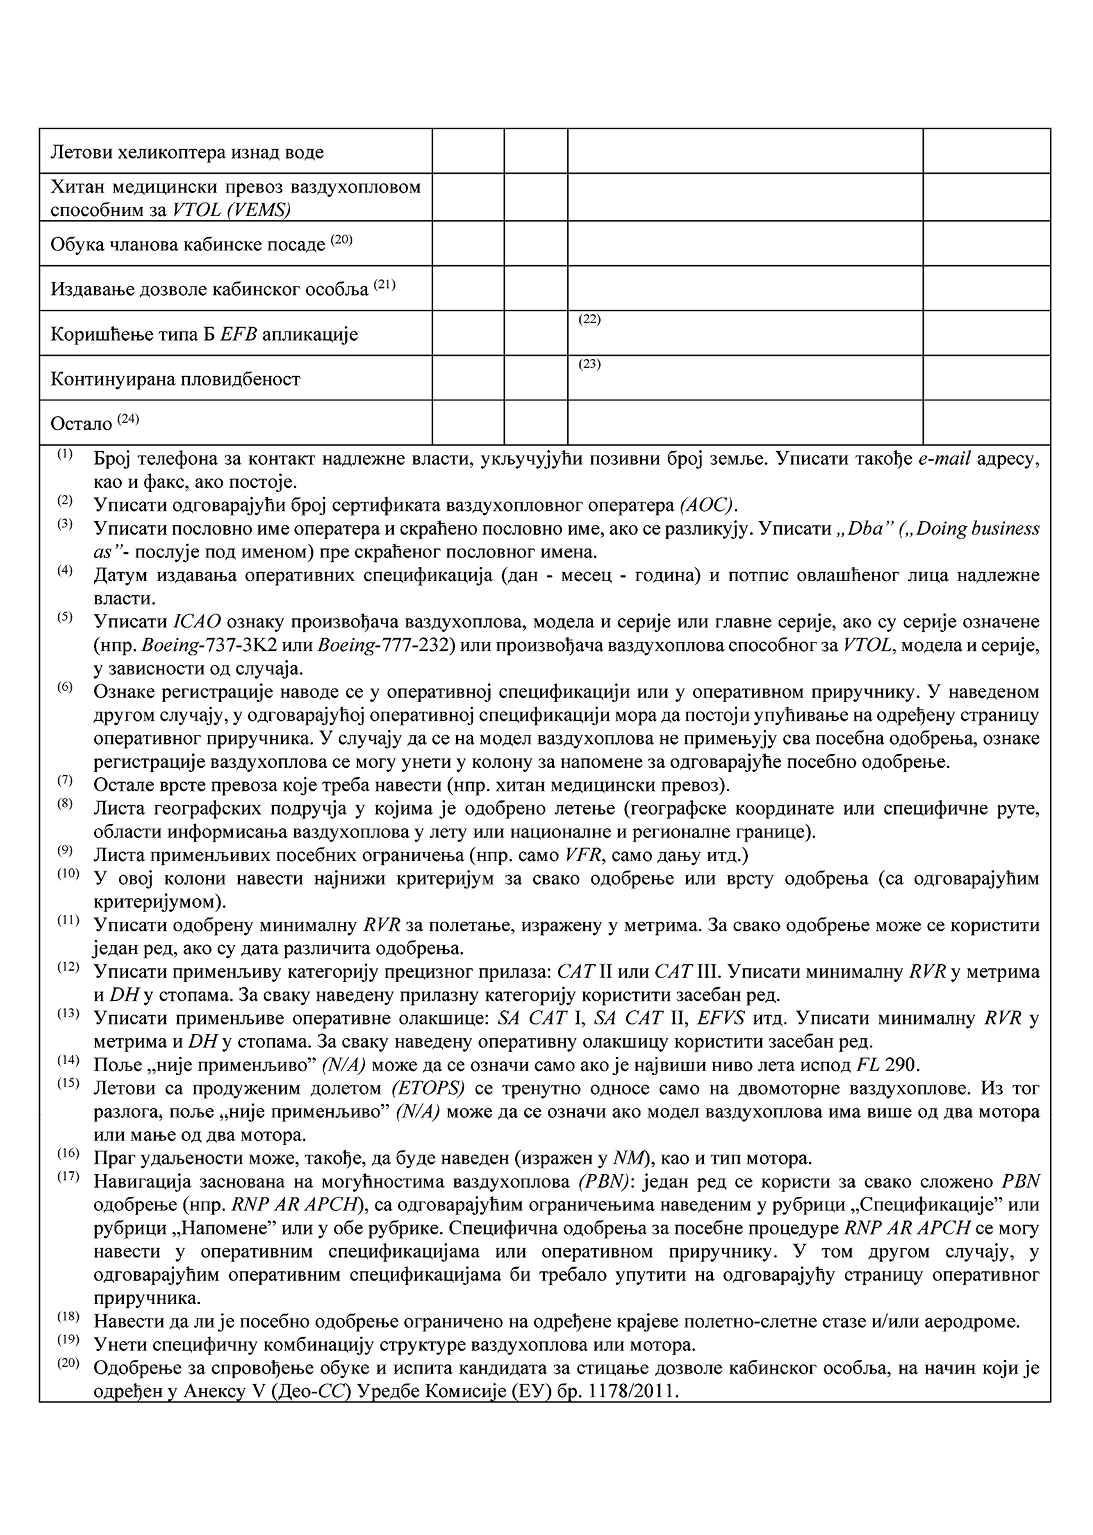 Летови хеликоптера изнад воде
Хитан медицински превоз ваздухопловом
способним за VTOL (VEMS)
Обука чланова кабинске посаде (20)
Издавање дозволе кабинског особља (21)
Коришћење типа Б EFB апликације
(22)
Континуирана пловидбеност
(23)
Остало (24)
(1) Број телефона за контакт надлежне власти, укључујући позивни број земље. Уписати такође e-mail адресу,
као и факс, ако постоје.
(2) Уписати одговарајући број сертификата ваздухопловног оператера (AOC).
(3) Уписати пословно име оператера и скраћено пословно име, ако се разликују. Уписати „Dba” („Doing business
as”- послује под именом) пре скраћеног пословног имена.
(4) Датум издавања оперативних спецификација (дан - месец - година) и потпис овлашћеног лица надлежне
власти.
(5) Уписати ICAO ознаку произвођача ваздухоплова, модела и серије или главне серије, ако су серије означене
(нпр. Boeing-737-3K2 или Boeing-777-232) или произвођача ваздухоплова способног за VTOL, модела и серије,
у зависности од случаја.
(6) Ознаке регистрације наводе се у оперативној спецификацији или у оперативном приручнику. У наведеном
другом случају, у одговарајућој оперативној спецификацији мора да постоји упућивање на одређену страницу
оперативног приручника. У случају да се на модел ваздухоплова не примењују сва посебна одобрења, ознаке
регистрације ваздухоплова се могу унети у колону за напомене за одговарајуће посебно одобрење.
(7) Остале врсте превоза које треба навести (нпр. хитан медицински превоз).
(8) Листа географских подручја у којима је одобрено летење (географске координате или специфичне руте,
области информисања ваздухоплова у лету или националне и регионалне границе).
(9) Листа применљивих посебних ограничења (нпр. само VFR, само дању итд.)
(10) У овој колони навести најнижи критеријум за свако одобрење или врсту одобрења (са одговарајућим
критеријумом).
(11) Уписати одобрену минималну RVR за полетање, изражену у метрима. За свако одобрење може се користити
један ред, ако су дата различита одобрења.
(12) Уписати применљиву категорију прецизног прилаза: CAT II или CAT III. Уписати минималну RVR у метрима
и DH у стопама. За сваку наведену прилазну категорију користити засебан ред.
(13) Уписати применљиве оперативне олакшице: SA CAT I, SA CAT II, EFVS итд. Уписати минималну RVR у
метрима и DH у стопама. За сваку наведену оперативну олакшицу користити засебан ред.
(14) Поље „није применљиво” (N/A) може да се означи само ако је највиши ниво лета испод FL 290.
(15) Летови са продуженим долетом (ETOPS) се тренутно односе само на двомоторне ваздухоплове. Из тог
разлога, поље „није применљиво” (N/A) може да се означи ако модел ваздухоплова има више од два мотора
или мање од два мотора.
(16) Праг удаљености може, такође, да буде наведен (изражен у NM), као и тип мотора.
(17) Навигација заснована на могућностима ваздухоплова (PBN): један ред се користи за свако сложено PBN
одобрење (нпр. RNP AR APCH), са одговарајућим ограничењима наведеним у рубрици „Спецификације” или
рубрици „Напомене” или у обе рубрике. Специфична одобрења за посебне процедуре RNP AR APCH се могу
навести у оперативним спецификацијама или оперативном приручнику. У том другом случају, у
одговарајућим оперативним спецификацијама би требало упутити на одговарајућу страницу оперативног
приручника.
(18) Навести да ли је посебно одобрење ограничено на одређене крајеве полетно-слетне стазе и/или аеродроме.
(19) Унети специфичну комбинацију структуре ваздухоплова или мотора.
(20) Одобрење за спровођење обуке и испита кандидата за стицање дозволе кабинског особља, на начин који је
одређен у Анексу V (Део-CC) Уредбе Комисије (ЕУ) бр. 1178/2011.